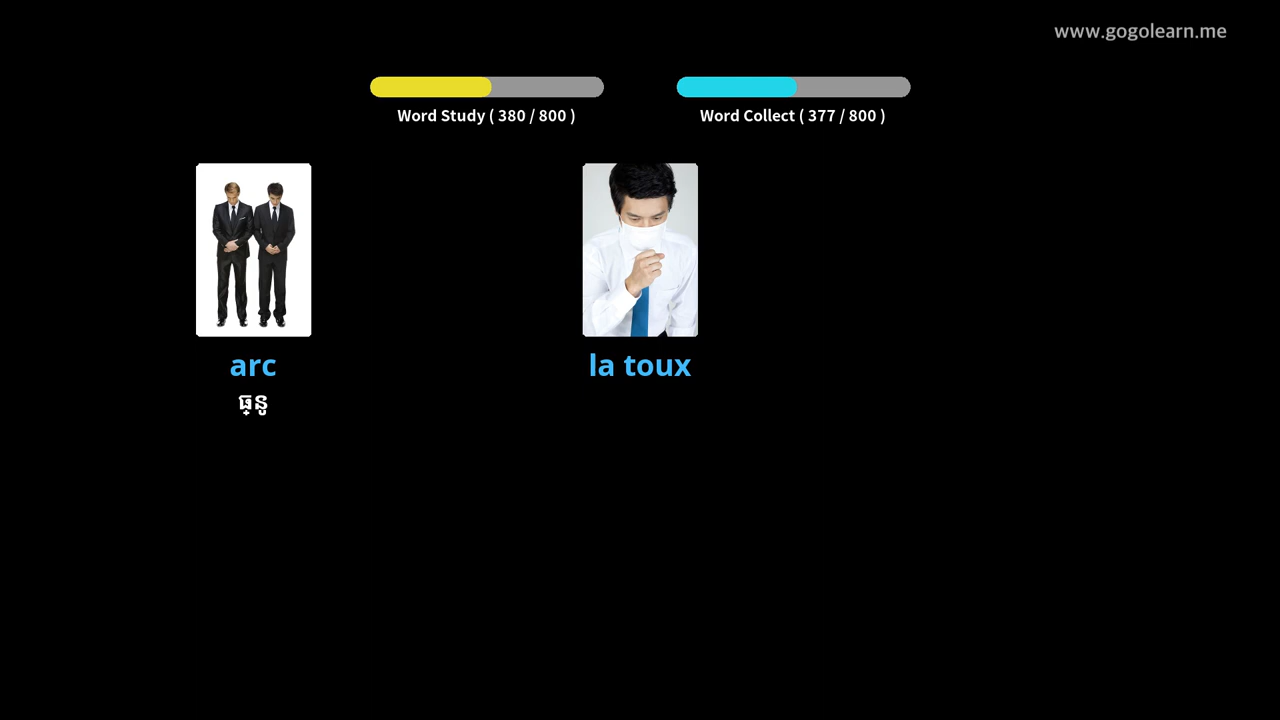 www.gogolearn.me
Word Study ( 380 / 800 )
Word Collect ( 377 / 800 )
arc
la toux
ធ្នូ